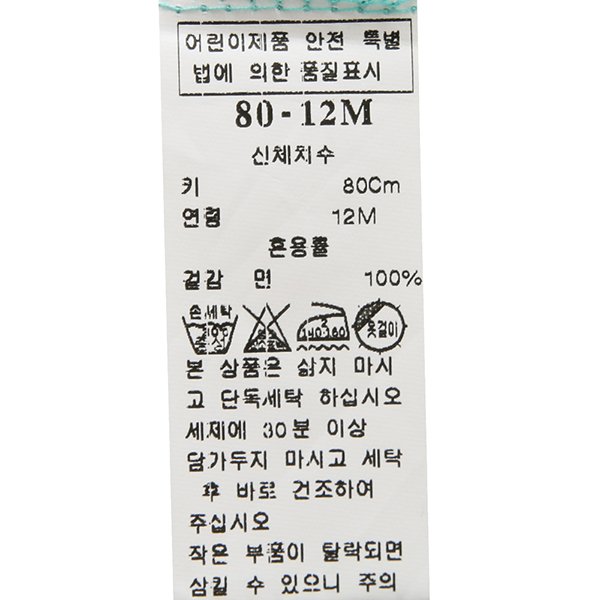 어린이제품 안전 특별
법에 의한 품질표시
80-12M
신체치수
키 80Cm
연령 12M
혼용률
겉감 면 100%
손세탁
140-160 옷걸이
본 상품은 삶지 마시
고 단독세탁 하십시오
세제에 30분 이상
담가두지 마시고 세탁
후 바로 건조하여
주십시오
작은 부품이 탈락되면
삼킬 수 있으니 주의